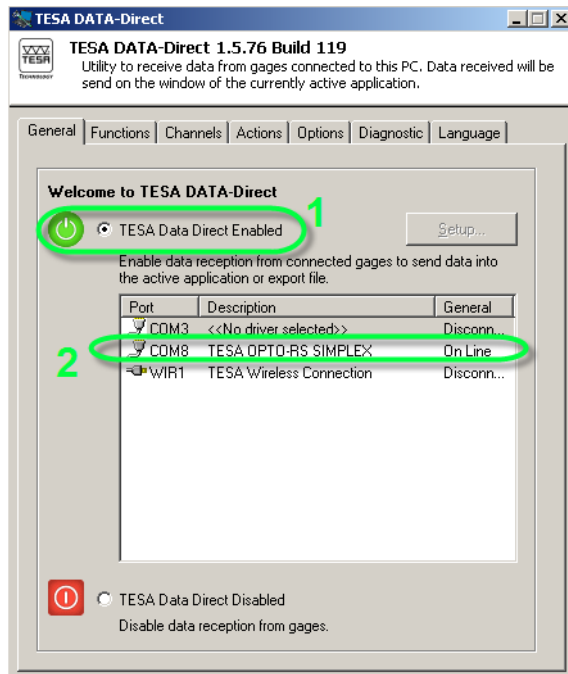 TESA DATA-Direct
TESA
TECHNOLOGY
TESA DATA-Direct 1.5.76 Build 119
Utility to receive data from gages connected to this PC. Data received will be
send on the window of the currently active application.
General Functions Channels Actions Options Diagnostic Language
Welcome to TESA DATA-Direct
1
TESA Data Direct Enabled
Setup...
Enable data reception from connected gages to send data into
the active application or export file.
Port Description General
COM3 <<No driver selected>> Disconn...
2
COM8 TESA OPTO-RS SIMPLEX On Line
WIR1 TESA Wireless Connection Disconn...
TESA Data Direct Disabled
Disable data reception from gages.